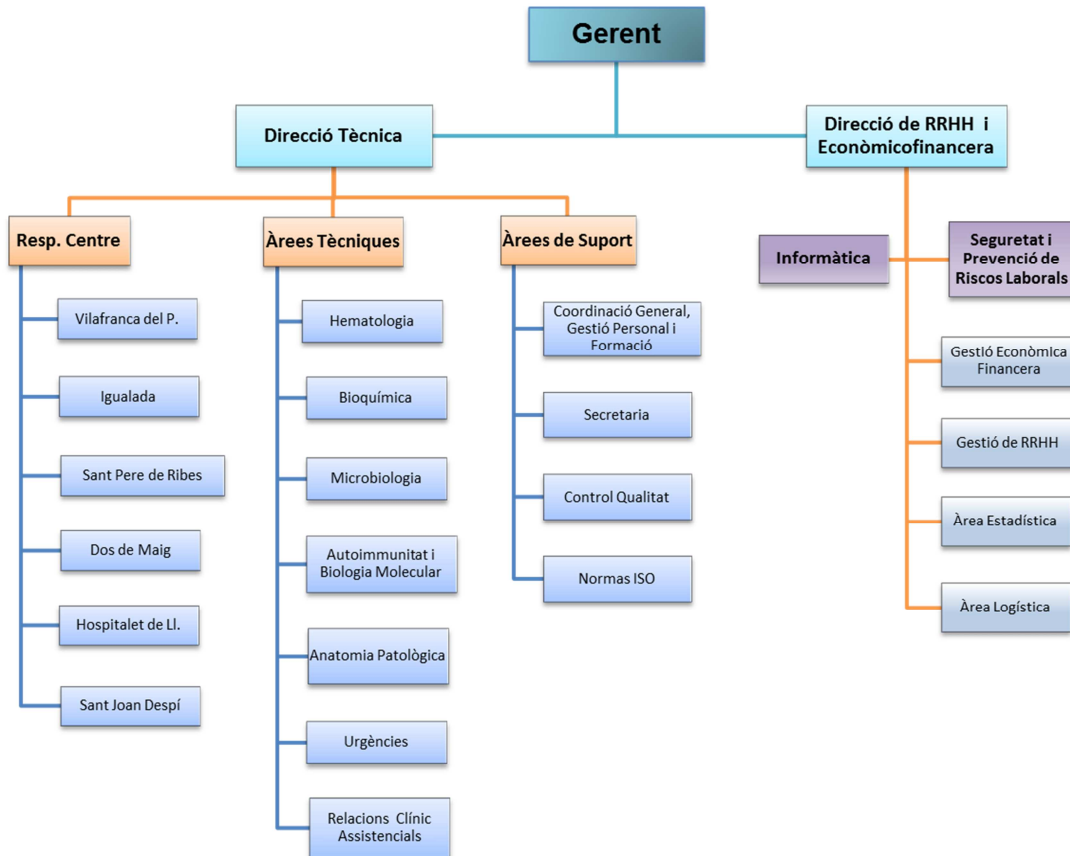 Gerent
Direcció Tècnica
Direcció de RRHH i
Econòmicofinancera
Resp. Centre
Vilafranca del P.
Igualada
Sant Pere de Ribes
Dos de Maig
Hospitalet de Ll.
Sant Joan Despí
Àrees Tècniques
Hematologia
Bioquímica
Microbiologia
Autoimmunitat i
Biologia Molecular
Anatomia Patològica
Urgències
Relacions Clínic
Assistencials
Àrees de Suport
Coordinació General,
Gestió Personal i
Formació
Secretaria
Control Qualitat
Normas ISO
Informàtica
Seguretat i
Prevenció de
Riscos Laborals
Gestió Econòmica
Financera
Gestió de RRHH
Àrea Estadística
Àrea Logística